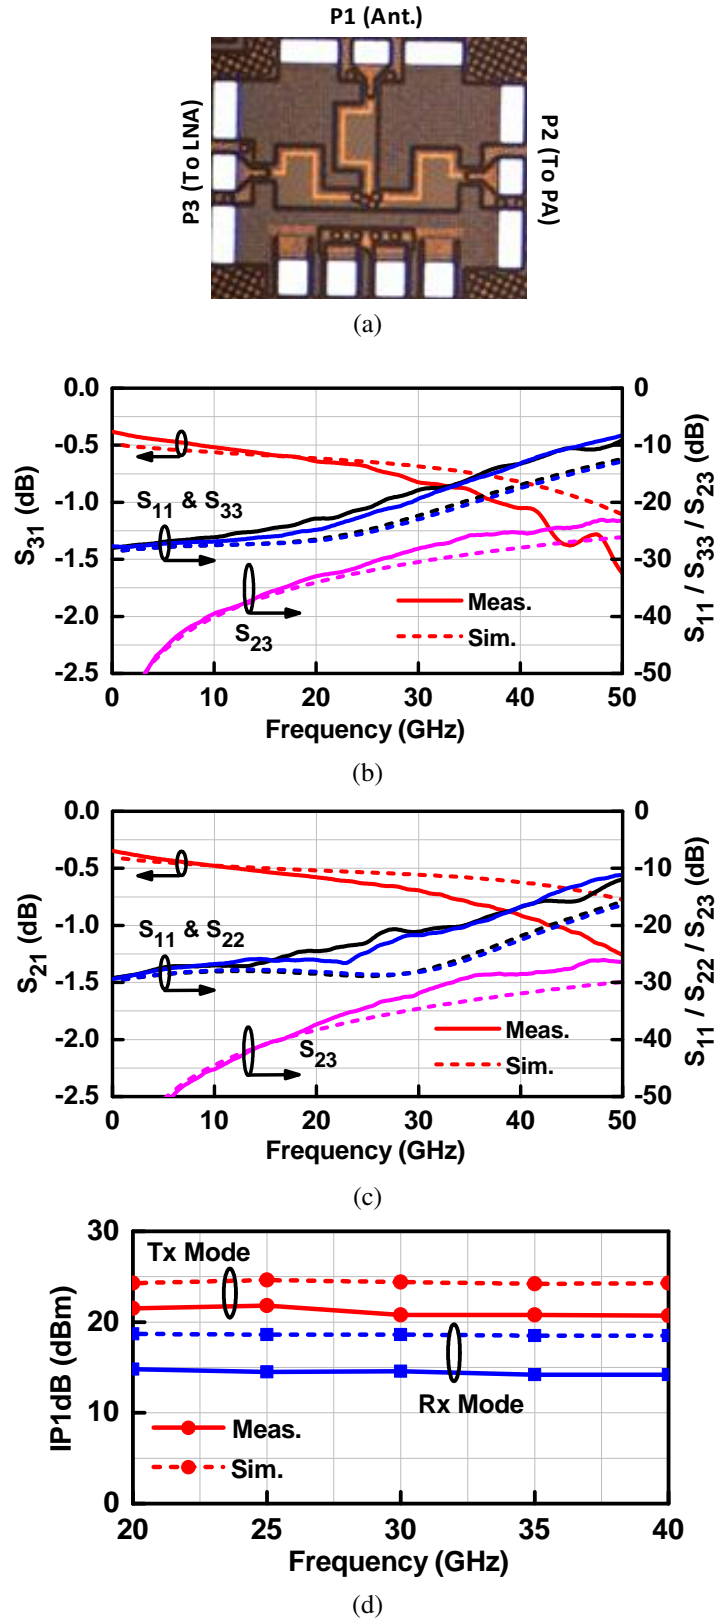 P1 (Ant.)
P3 (To LNA)
P2 (To PA)
(a)
0.0
-0.5
-1.0
-1.5
-2.0
-2.5
S31 (dB)
0
-10
-20
-30
-40
-50
S11 / S33 / S23 (dB)
S11 & S33
S23
Meas.
Sim.
0 10 20 30 40 50
Frequency (GHz)
(b)
0.0
-0.5
-1.0
-1.5
-2.0
-2.5
S21 (dB)
0
-10
-20
-30
-40
-50
S11 / S22 / S23 (dB)
S11 & S22
S23
Meas.
Sim.
0 10 20 30 40 50
Frequency (GHz)
(c)
30
20
10
0
IP1dB (dBm)
Tx Mode
Rx Mode
Meas.
Sim.
20 25 30 35 40
Frequency (GHz)
(d)